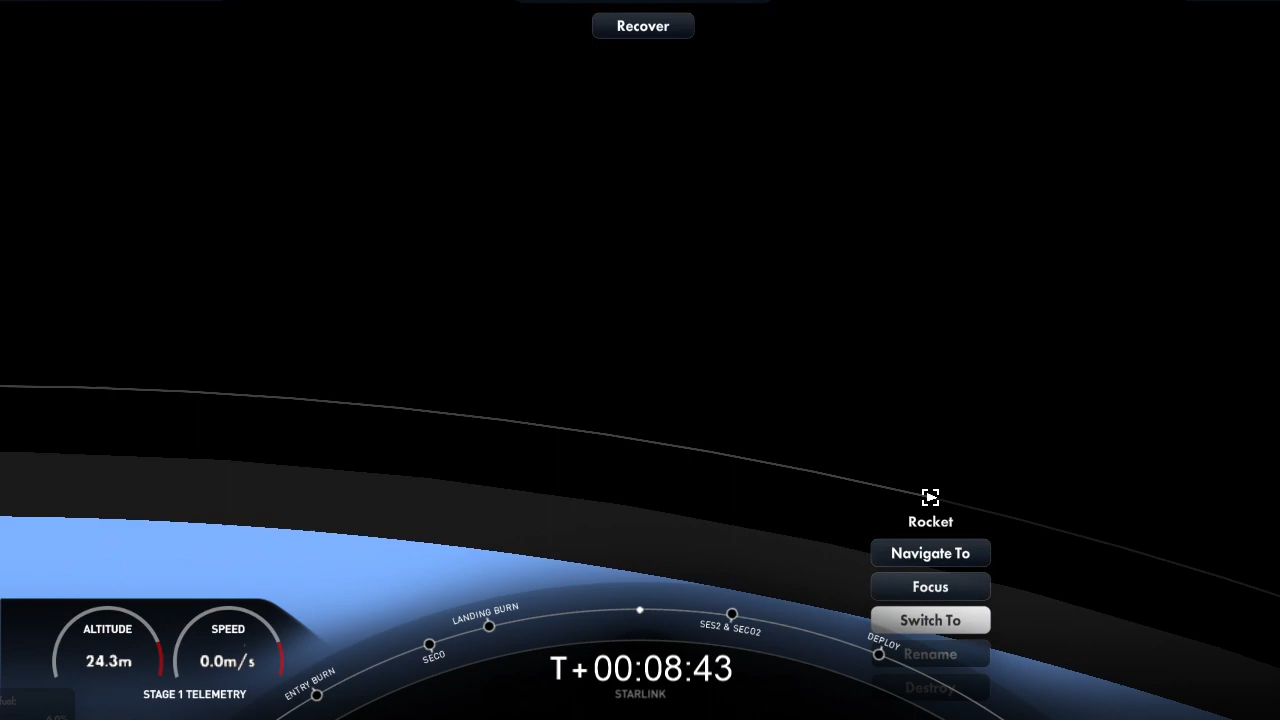 Recover
Rocket
Navigate To
Focus
Switch To
Rename
Destroy
ALTITUDE
24.3m
SPEED
0.0m/s
STAGE 1 TELEMETRY
fuel:
ENTRY BURN
SECO
LANDING BURN
SES2 & SECO2
DEPLOY
T+00:08:43
STARLINK